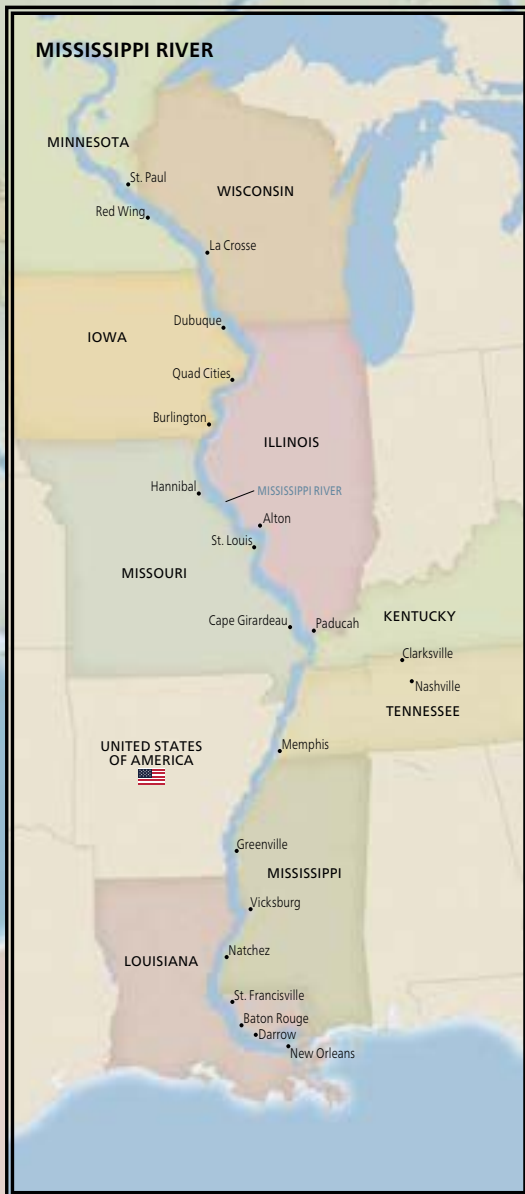 MISSISSIPPI RIVER
MINNESOTA
St. Paul
WISCONSIN
Red Wing
La Crosse
Dubuque
IOWA
Quad Cities
Burlington
ILLINOIS
Hannibal
MISSISSIPPI RIVER
Alton
St. Louis
MISSOURI
Cape Girardeau
Paducah
KENTUCKY
Clarksville
Nashville
TENNESSEE
UNITED STATES
OF AMERICA
Memphis
Greenville
MISSISSIPPI
Vicksburg
Natchez
LOUISIANA
St. Francisville
Baton Rouge
Darrow
New Orleans